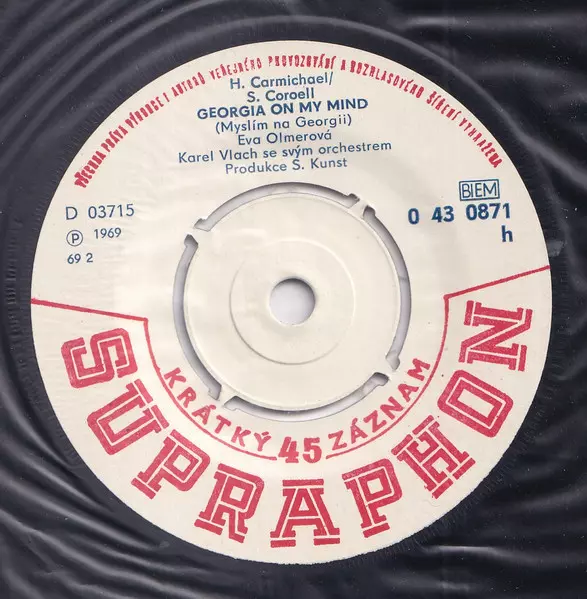 VŠECHNA PRÁVA VÝROBCE I AUTORŮ VEŘEJNÉHO PROVOZOVÁNÍ A ROZHLASOVÉHO ŠÍŘENÍ VYHRAŽENA
H. Carmichael/
S. Coroell
GEORGIA ON MY MIND
(Myslím na Georgii)
Eva Olmerová
Karel Vlach se svým orchestrem
Produkce S. Kunst
D 03715
Ⓟ 1969
69 2
BIEM
0 43 0871
h
KRÁTKÝ 45 ZÁZNAM
SUPRAPHON